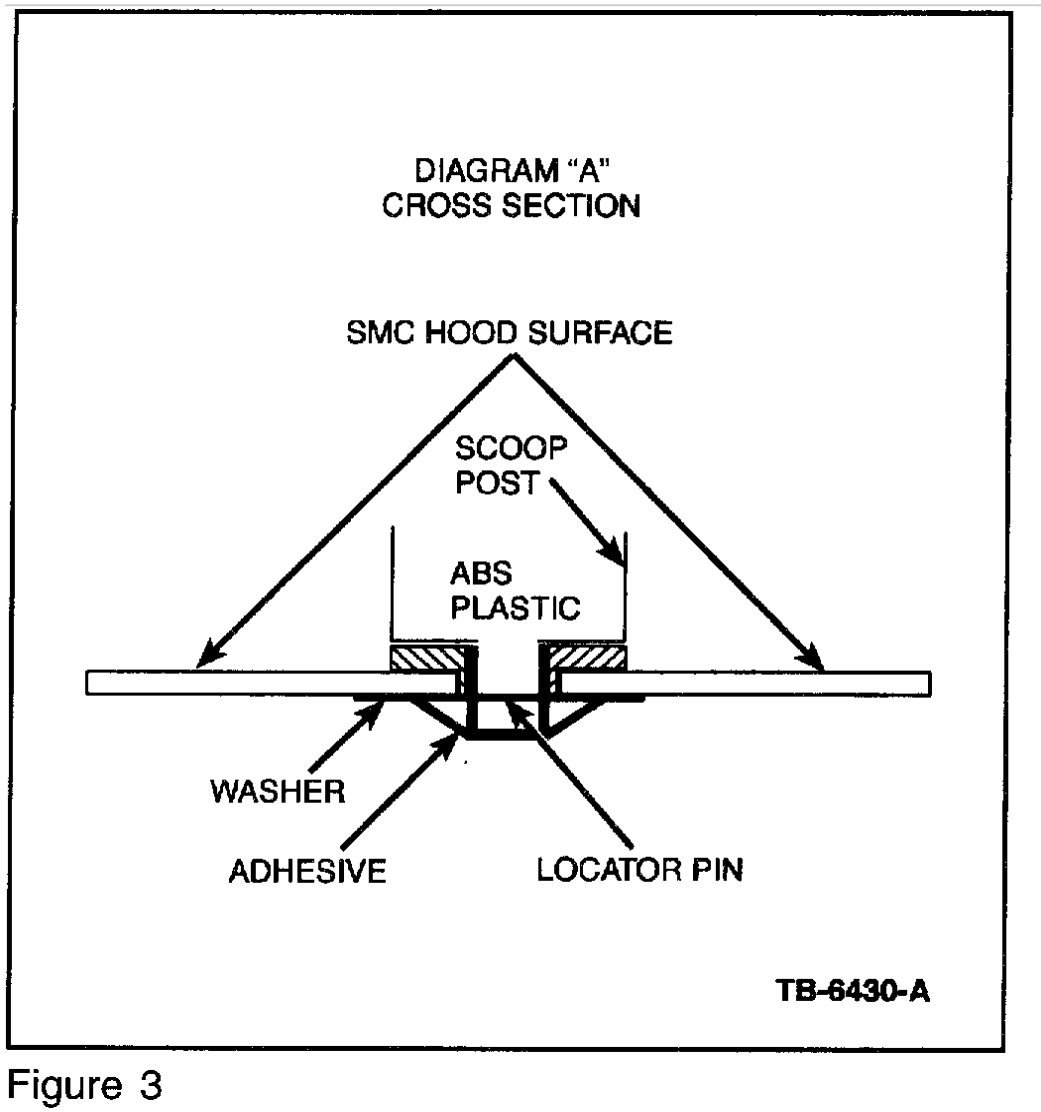 DIAGRAM “A”
CROSS SECTION
SMC HOOD SURFACE
SCOOP
POST
ABS
PLASTIC
WASHER
ADHESIVE
LOCATOR PIN
TB-6430-A
Figure 3